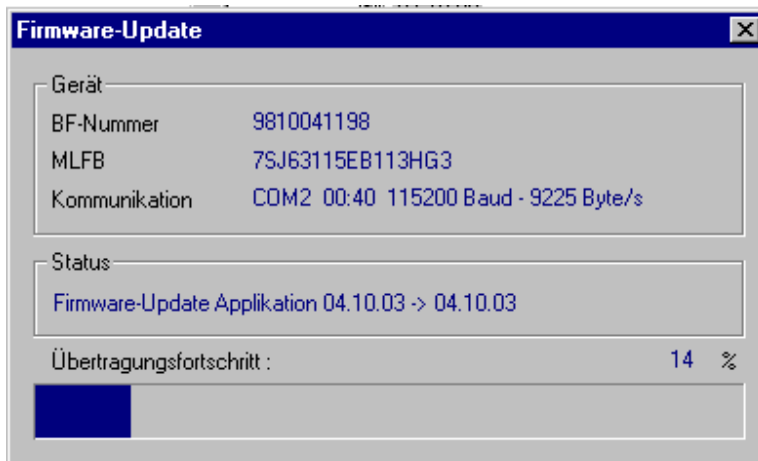 Firmware-Update
Gerät
BF-Nummer 9810041198
MLFB 7SJ63115EB113HG3
Kommunikation COM2 00:40 115200 Baud - 9225 Byte/s
Status
Firmware-Update Applikation 04.10.03 -> 04.10.03
Übertragungsfortschritt : 14 %